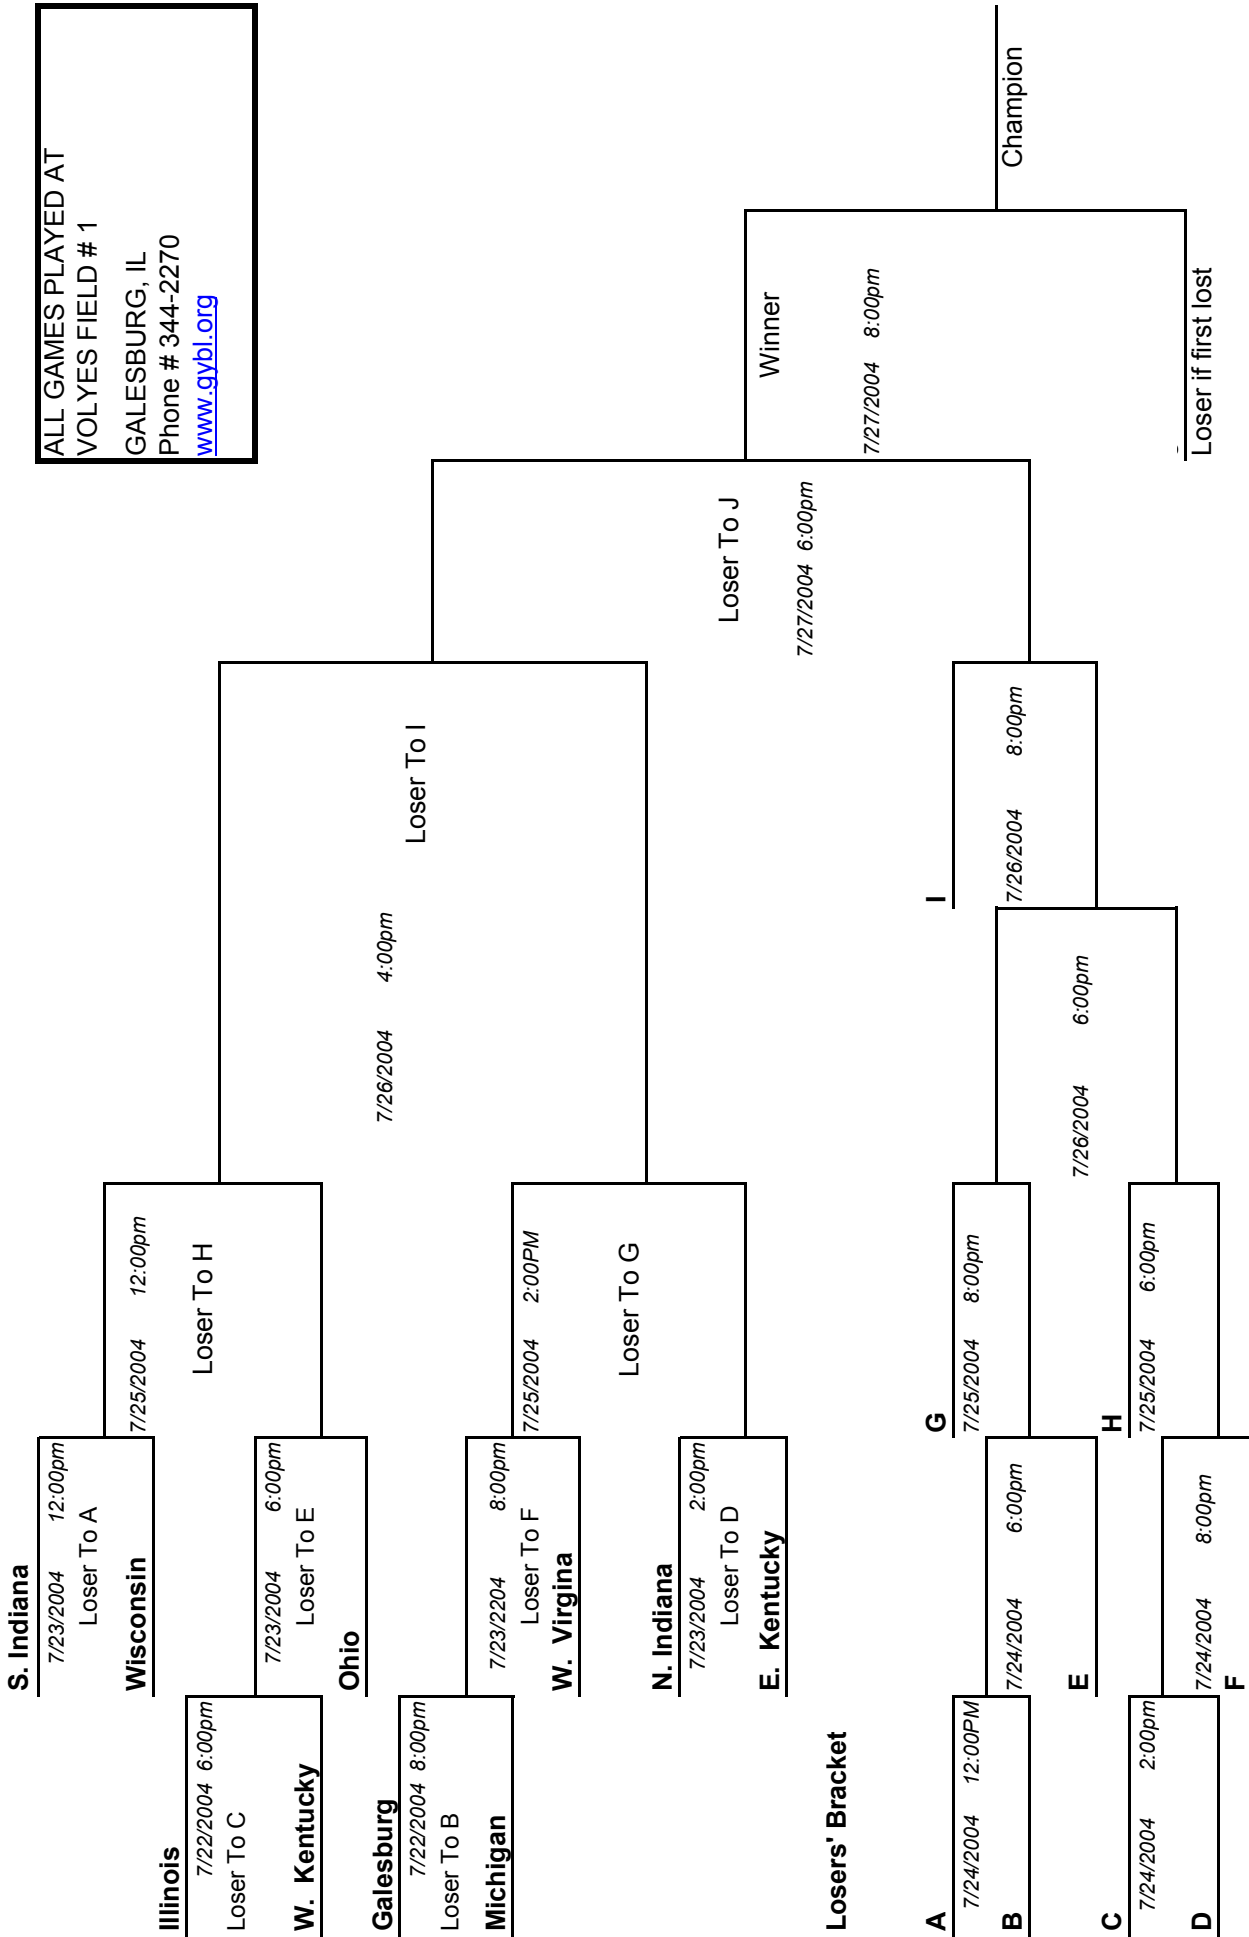 ALL GAMES PLAYED AT
VOLYES FIELD # 1
GALESBURG, IL
Phone # 344-2270
www.gybl.org
S. Indiana
7/23/2004 12:00pm
Loser To A
Wisconsin
7/25/2004 12:00pm
Loser To H
Illinois
7/22/2004 6:00pm
Loser To C
W. Kentucky
7/23/2004 6:00pm
Loser To E
Ohio
7/26/2004 4:00pm
Loser To I
Galesburg
7/22/2004 8:00pm
Loser To B
Michigan
7/23/2204 8:00pm
Loser To F
W. Virgina
7/25/2004 2:00PM
Loser To G
N. Indiana
7/23/2004 2:00pm
Loser To D
E. Kentucky
Loser To J
7/27/2004 6:00pm
Winner
7/27/2004 8:00pm
Champion
Loser if first lost
Losers' Bracket
A
7/24/2004 12:00PM
B
7/24/2004 6:00pm
E
G
7/25/2004 8:00pm
C
7/24/2004 2:00pm
D
7/24/2004 8:00pm
F
H
7/25/2004 6:00pm
7/26/2004 6:00pm
I
7/26/2004 8:00pm